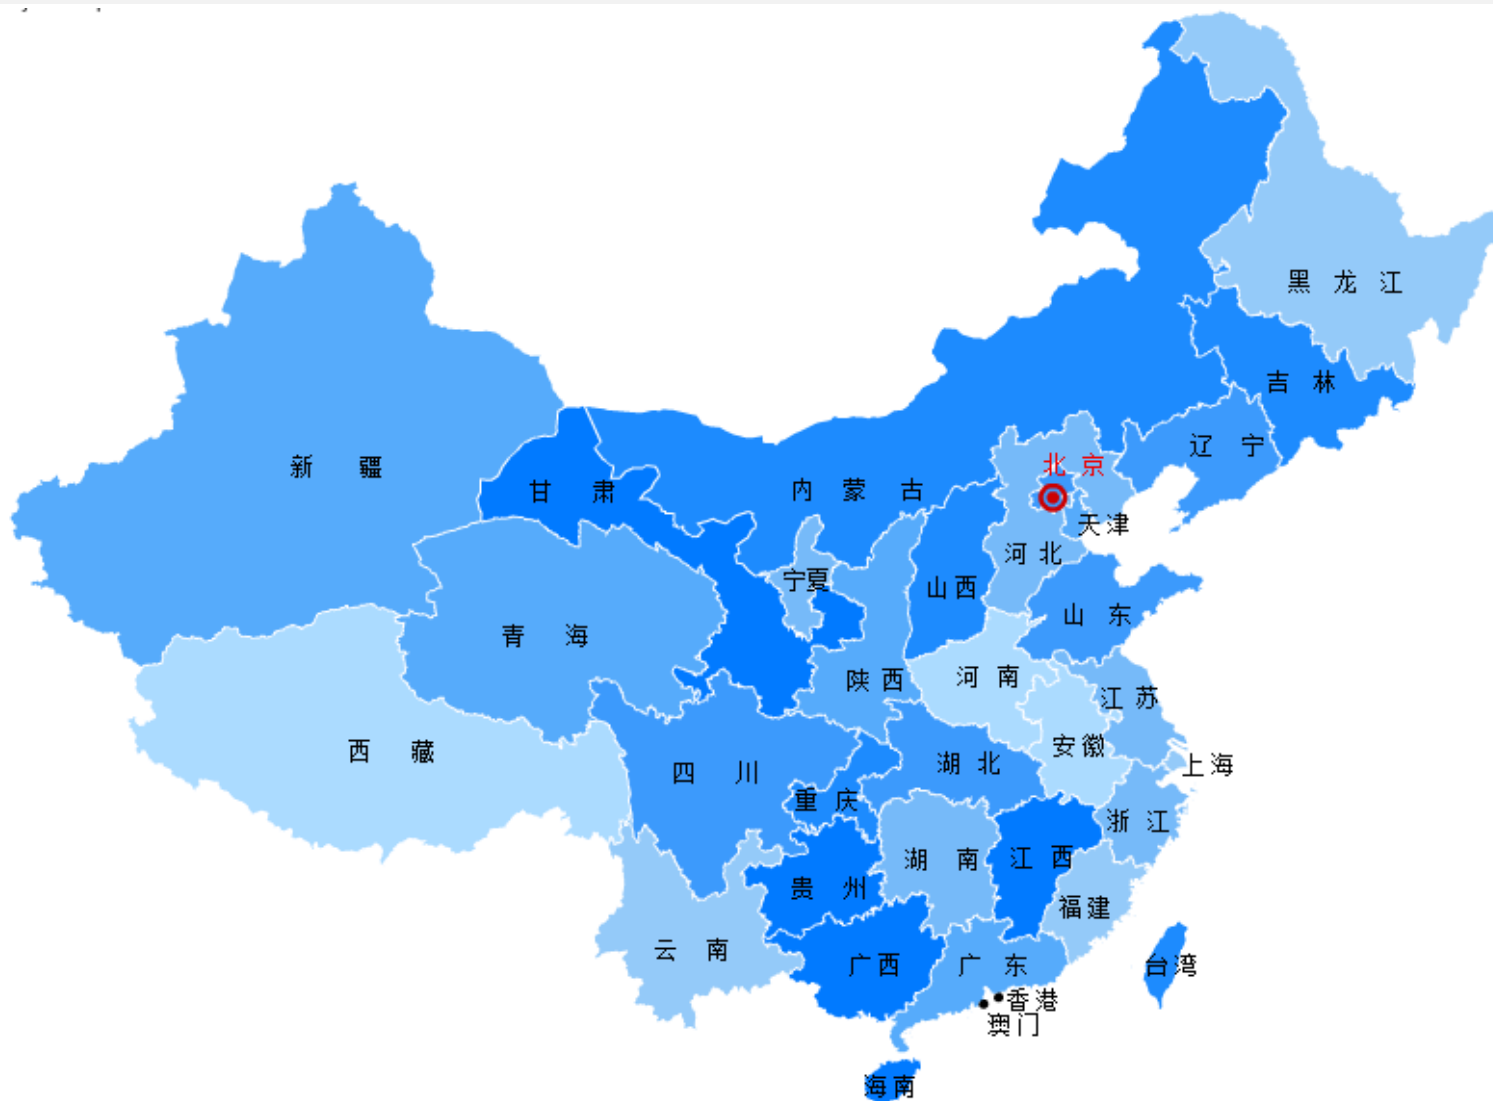 黑龙江
吉林
辽宁
北京
新疆
甘肃
内蒙古
天津
河北
宁夏
山西
山东
青海
陕西
河南
江苏
安徽
西藏
四川
湖北
上海
重庆
浙江
湖南
江西
贵州
福建
云南
广西
广东
台湾
香港
澳门
海南